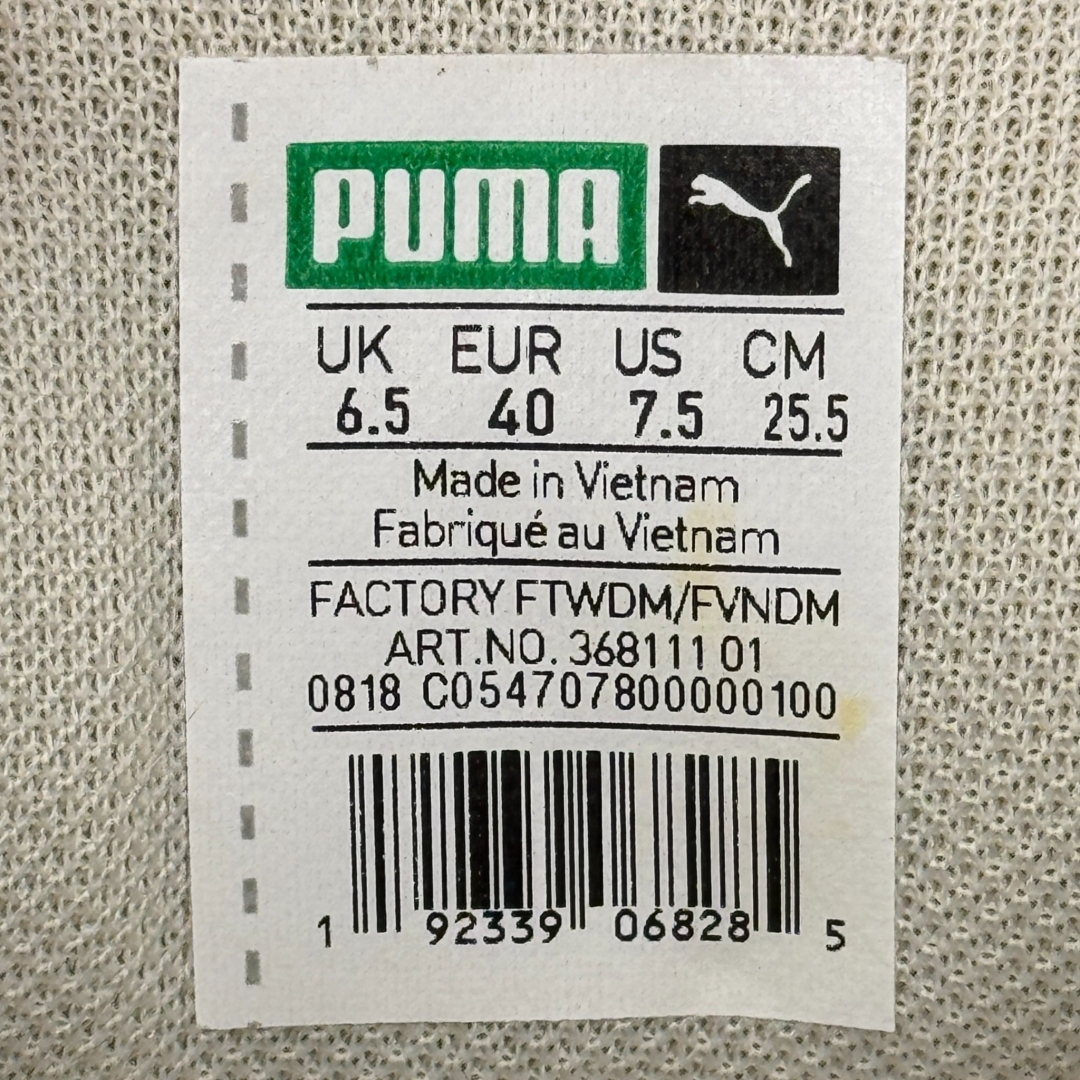 PUMA
UK EUR US CM
6.5 40 7.5 25.5
Made in Vietnam
Fabriqué au Vietnam
FACTORY FTWDM/FVNDM
ART.NO. 368111 01
0818 C054707800000100
1 92339 06828 5